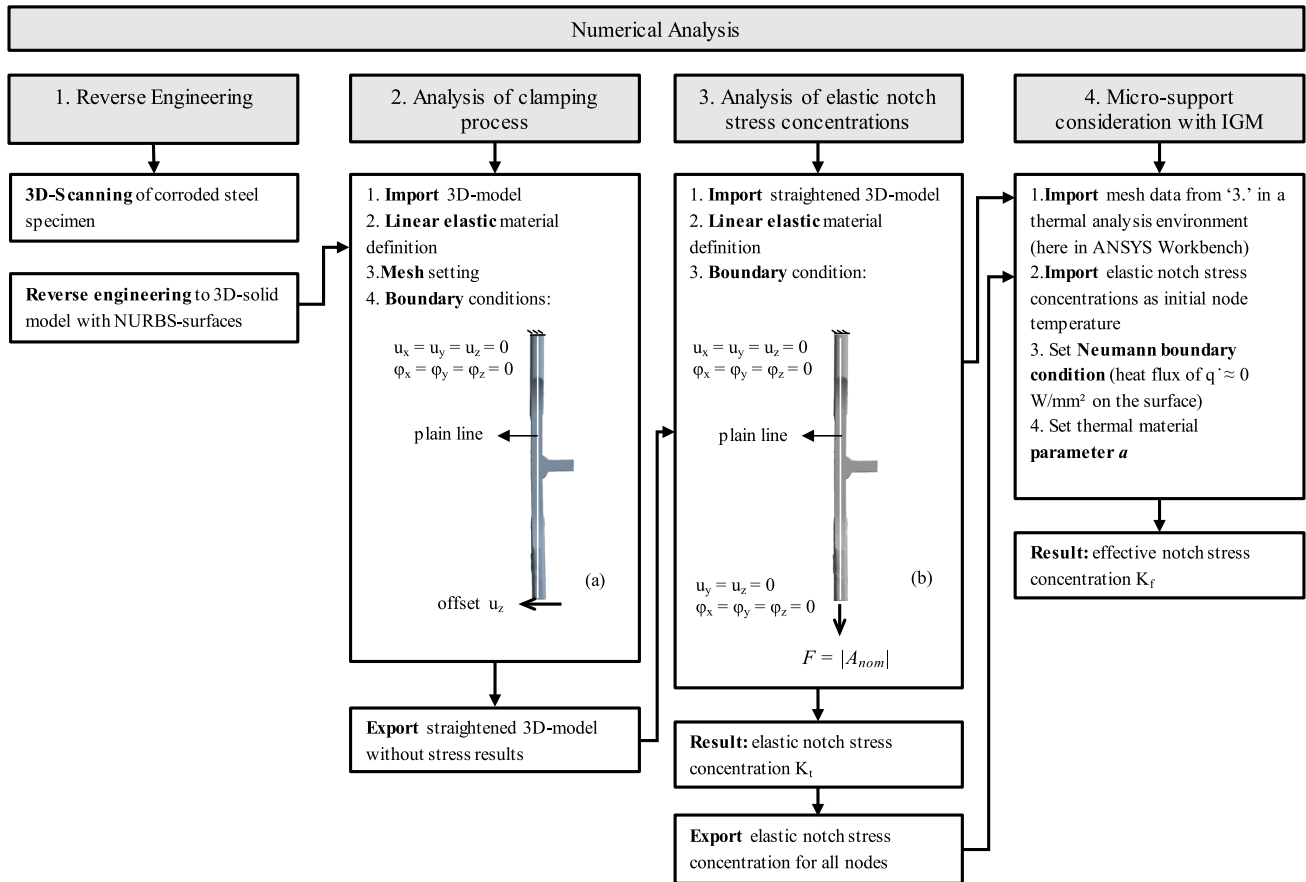 Numerical Analysis
1. Reverse Engineering
3D-Scanning of corroded steel
specimen
Reverse engineering to 3D-solid
model with NURBS-surfaces
2. Analysis of clamping
process
1. Import 3D-model
2. Linear elastic material
definition
3.Mesh setting
4. Boundary conditions:
uₓ = uᵧ = u_z = 0
φₓ = φᵧ = φ_z = 0
plain line
(a)
offset u_z
Export straightened 3D-model
without stress results
3. Analysis of elastic notch
stress concentrations
1. Import straightened 3D-model
2. Linear elastic material
definition
3. Boundary condition:
uₓ = uᵧ = u_z = 0
φₓ = φᵧ = φ_z = 0
plain line
(b)
uᵧ = u_z = 0
φₓ = φᵧ = φ_z = 0
F = |A_nom|
Result: elastic notch stress
concentration Kₜ
Export elastic notch stress
concentration for all nodes
4. Micro-support
consideration with IGM
1.Import mesh data from ‘3.’ in a
thermal analysis environment
(here in ANSYS Workbench)
2.Import elastic notch stress
concentrations as initial node
temperature
3. Set Neumann boundary
condition (heat flux of q˙≈ 0
W/mm² on the surface)
4. Set thermal material
parameter a
Result: effective notch stress
concentration K_f